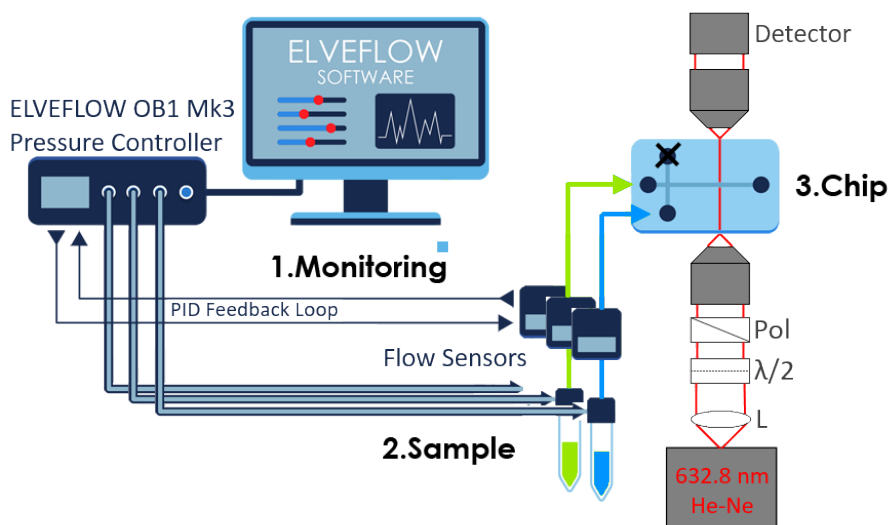 ELVEFLOW
SOFTWARE
ELVEFLOW OB1 Mk3
Pressure Controller
Detector
3.Chip
1.Monitoring
PID Feedback Loop
Flow Sensors
2.Sample
Pol
λ/2
L
632.8 nm
He-Ne